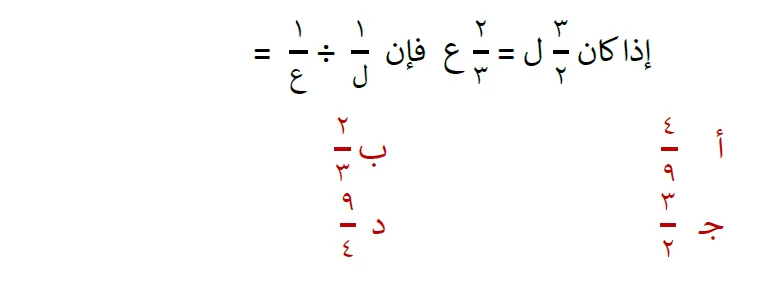 إذا كان ٣/٢ ل = ٢/٣ ع فإن ١/ل ÷ ١/ع =
أ ٤/٩ ب ٢/٣
جـ ٣/٢ د ٩/٤